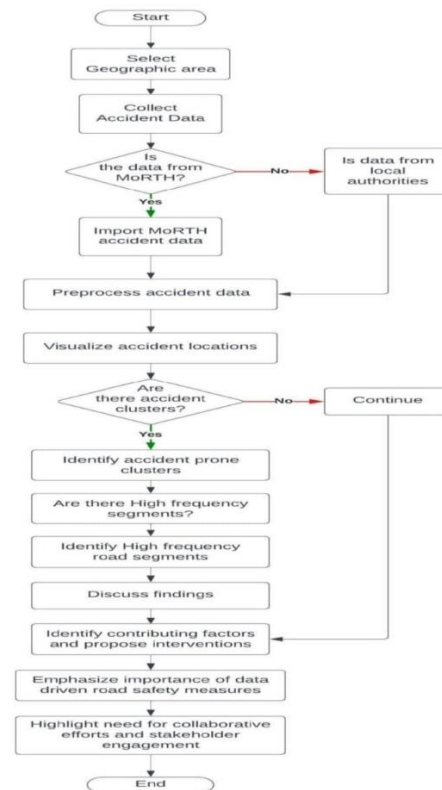 Start
Select
Geographic area
Collect
Accident Data
Is
the data from
MoRTH?
No
Is data from
local
authorities
Yes
Import MoRTH
accident data
Preprocess accident data
Visualize accident locations
Are
there accident
clusters?
No
Continue
Yes
Identify accident prone
clusters
Are there High frequency
segments?
Identify High frequency
road segments
Discuss findings
Identify contributing factors
and propose interventions
Emphasize importance of data
driven road safety measures
Highlight need for collaborative
efforts and stakeholder
engagement
End